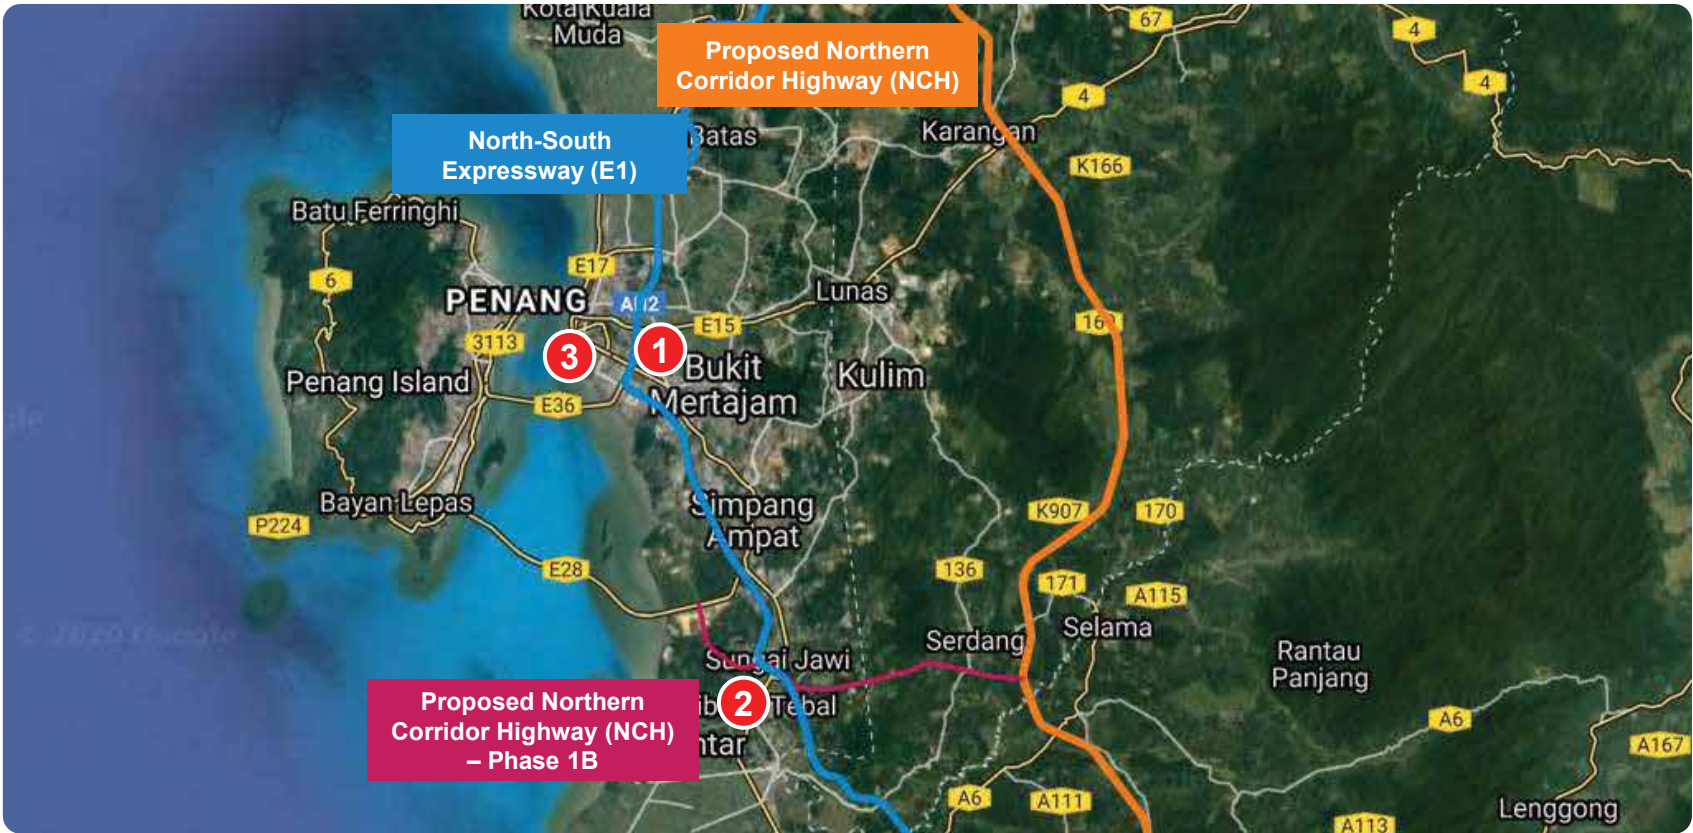 Kota Kuala
Muda
67
4
Proposed Northern
Corridor Highway (NCH)
4
4
North-South
Expressway (E1)
Batas
Karangan
K166
Batu Ferringhi
E17
6
PENANG
Lunas
E15
3113
3
1
Bukit
Mertajam
Kulim
Penang Island
E36
Bayan Lepas
Simpang
Ampat
K907
170
P224
E28
136
171
A115
Selama
Serdang
Sungai Jawi
Rantau
Panjang
Proposed Northern
Corridor Highway (NCH)
– Phase 1B
2
Tebal
A6
A167
A6
A111
Lenggong
A113